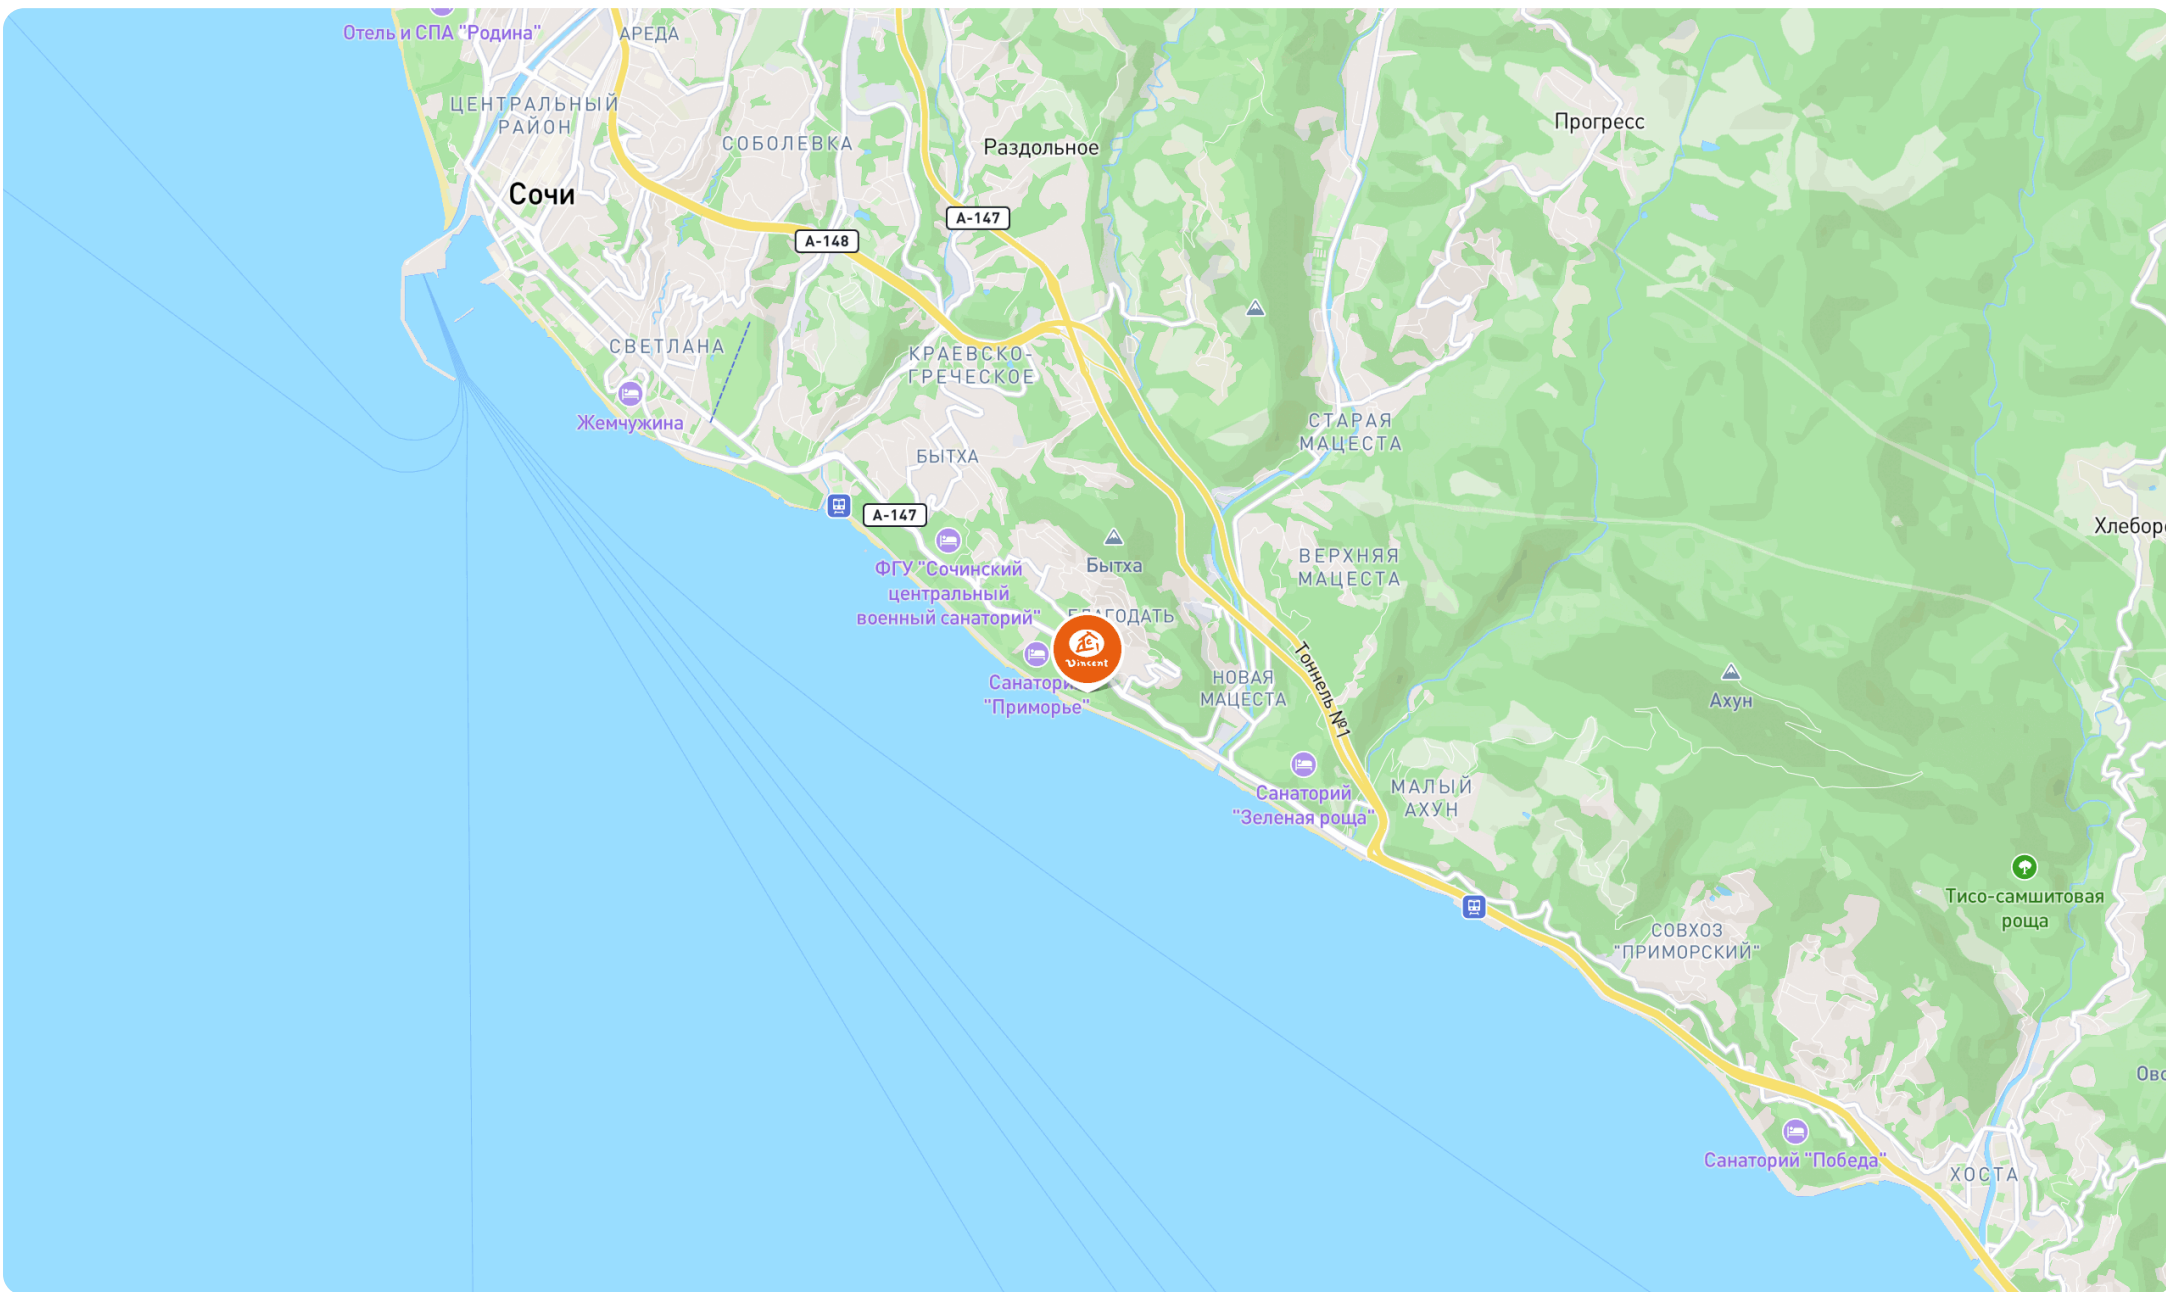 Отель и СПА "Родина"
АРЕДА
ЦЕНТРАЛЬНЫЙ
РАЙОН
СОБОЛЕВКА
Раздольное
Прогресс
Сочи
А-147
А-148
СВЕТЛАНА
КРАЕВСКО-
ГРЕЧЕСКОЕ
Жемчужина
СТАРАЯ
МАЦЕСТА
БЫТХА
А-147
Хлеборо
Бытха
ВЕРХНЯЯ
МАЦЕСТА
ФГУ "Сочинский
центральный
военный санаторий"
БЛАГОДАТЬ
Vincent
Санатори
"Приморье"
НОВАЯ
МАЦЕСТА
Тоннель №1
Ахун
Санаторий
"Зеленая роща"
МАЛЫЙ
АХУН
Тисо-самшитовая
роща
СОВХОЗ
"ПРИМОРСКИЙ"
Ово
Санаторий "Победа"
ХОСТА